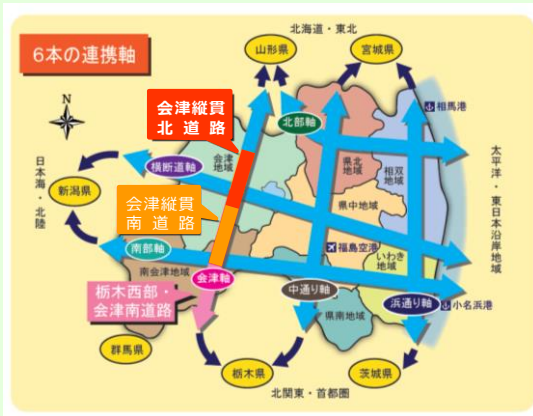 6本の連携軸
北海道・東北
山形県
宮城県
N
会津縦貫
北道路
北部軸
相馬港
横断道軸
会津
地域
県北
地域
相双
地域
日本海・北陸
新潟県
太平洋・東日本沿岸地域
会津縦貫
南道路
県中地域
福島空港
南部軸
いわき
地域
南会津地域
会津軸
中通り軸
浜通り軸
小名浜港
栃木西部・
会津南道路
県南地域
群馬県
栃木県
茨城県
北関東・首都圏